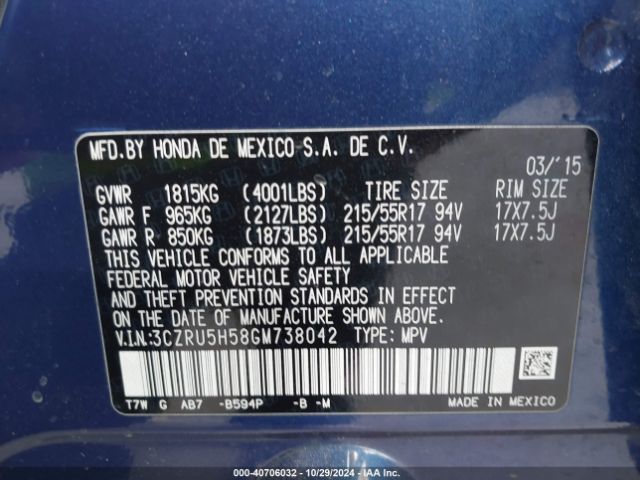 MFD.BY HONDA DE MEXICO S.A. DE C.V.
03/'15
GVWR 1815KG (4001LBS) TIRE SIZE RIM SIZE
GAWR F 965KG (2127LBS) 215/55R17 94V 17X7.5J
GAWR R 850KG (1873LBS) 215/55R17 94V 17X7.5J
THIS VEHICLE CONFORMS TO ALL APPLICABLE
FEDERAL MOTOR VEHICLE SAFETY
AND THEFT PREVENTION STANDARDS IN EFFECT
ON THE DATE OF MANUFACTURE SHOWN ABOVE.
V.I.N.:3CZRU5H58GM738042 TYPE: MPV
T7W G AB7 -B594P -B -M MADE IN MEXICO
000-40706032 - 10/29/2024 - IAAI.COM